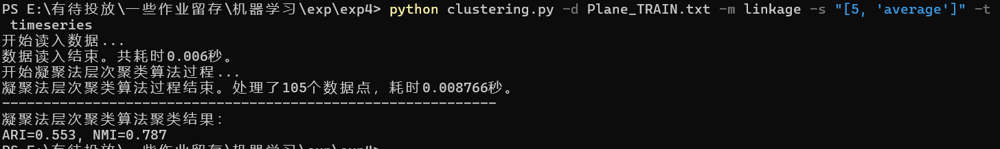 PS E:\有待投放\一些作业留存\机器学习\exp\exp4> python clustering.py -d Plane_TRAIN.txt -m linkage -s "[5, 'average']" -t
 timeseries
开始读入数据...
数据读入结束。共耗时0.006秒。
开始凝聚法层次聚类算法过程...
凝聚法层次聚类算法过程结束。处理了105个数据点，耗时0.008766秒。
------------------------------------------------------------
凝聚法层次聚类算法聚类结果：
ARI=0.553, NMI=0.787
PS E:\有待投放\一些作业留存\机器学习\exp\exp4>